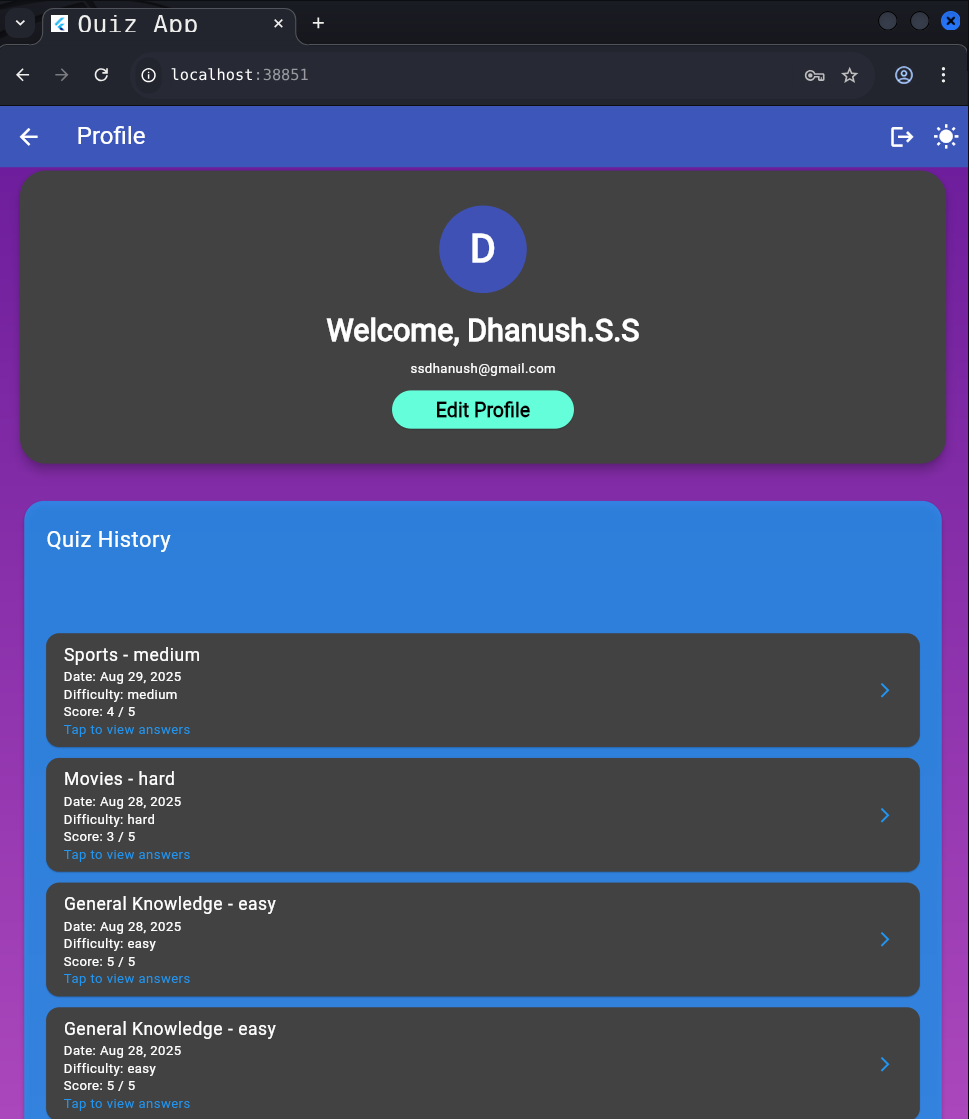 Quiz App
localhost:38851
Profile
D
Welcome, Dhanush.S.S
ssdhanush@gmail.com
Edit Profile
Quiz History
Sports - medium
Date: Aug 29, 2025
Difficulty: medium
Score: 4 / 5
Tap to view answers
Movies - hard
Date: Aug 28, 2025
Difficulty: hard
Score: 3 / 5
Tap to view answers
General Knowledge - easy
Date: Aug 28, 2025
Difficulty: easy
Score: 5 / 5
Tap to view answers
General Knowledge - easy
Date: Aug 28, 2025
Difficulty: easy
Score: 5 / 5
Tap to view answers